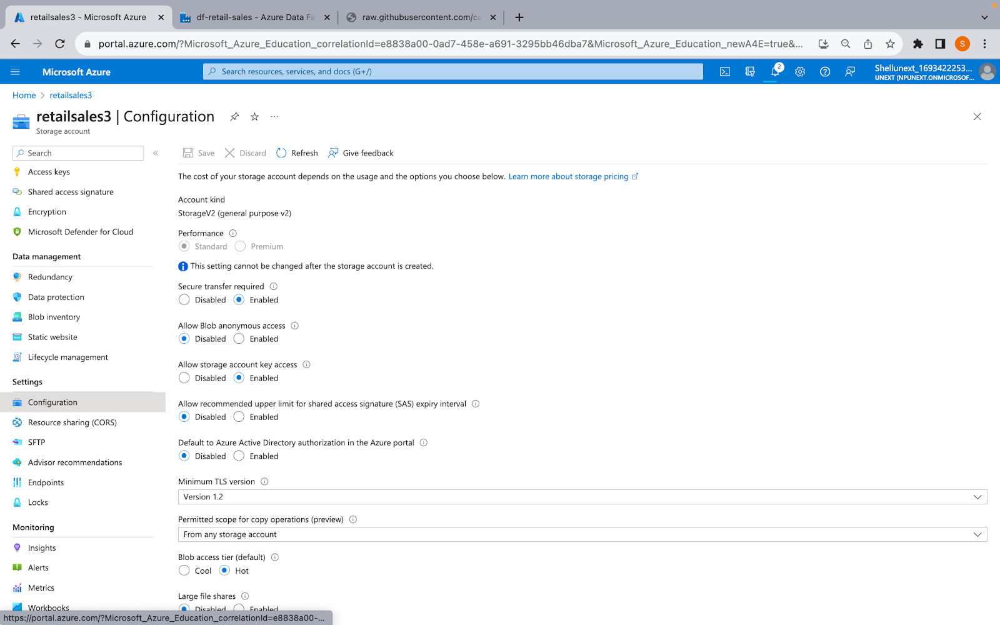 retailsales3 - Microsoft Azure
df-retail-sales - Azure Data Fa
raw.githubusercontent.com/ca
portal.azure.com/?Microsoft_Azure_Education_correlationId=e8838a00-0ad7-458e-a691-3295bb46dba7&Microsoft_Azure_Education_newA4E=true&...
S
Microsoft Azure
Search resources, services, and docs (G+/)
2
Shellunext_1693422253...
UNEXT (NPUNEXT.ONMICROSOF...
Home > retailsales3
retailsales3 | Configuration
Storage account
Search
Save
Discard
Refresh
Give feedback
Access keys
Shared access signature
Encryption
Microsoft Defender for Cloud
Data management
Redundancy
Data protection
Blob inventory
Static website
Lifecycle management
Settings
Configuration
Resource sharing (CORS)
SFTP
Advisor recommendations
Endpoints
Locks
Monitoring
Insights
Alerts
Metrics
Workbooks
The cost of your storage account depends on the usage and the options you choose below. Learn more about storage pricing
Account kind
StorageV2 (general purpose v2)
Performance
Standard Premium
This setting cannot be changed after the storage account is created.
Secure transfer required
Disabled Enabled
Allow Blob anonymous access
Disabled Enabled
Allow storage account key access
Disabled Enabled
Allow recommended upper limit for shared access signature (SAS) expiry interval
Disabled Enabled
Default to Azure Active Directory authorization in the Azure portal
Disabled Enabled
Minimum TLS version
Version 1.2
Permitted scope for copy operations (preview)
From any storage account
Blob access tier (default)
Cool Hot
Large file shares
Disabled Enabled
https://portal.azure.com/?Microsoft_Azure_Education_correlationId=e8838a00-...